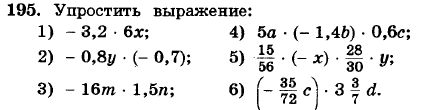 195. Упростить выражение:
1) – 3,2 · 6x; 4) 5a · (– 1,4b) · 0,6c;
2) – 0,8y · (– 0,7); 5) 15/56 · (– x) · 28/30 · y;
3) – 16m · 1,5n; 6) (– 35/72 c) · 3 3/7 d.